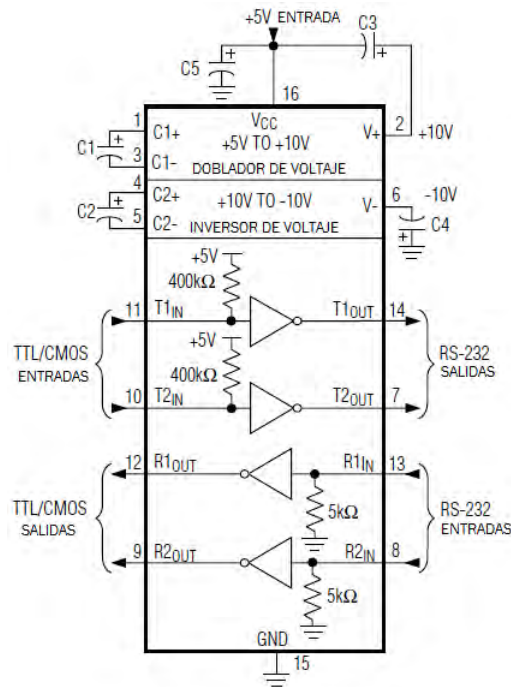 +5V ENTRADA
C3
+
C5
+
16
1
C1+
VCC
V+
2
+10V
C1
+
+5V TO +10V
3
C1-
DOBLADOR DE VOLTAJE
4
C2+
+10V TO -10V
V-
6
-10V
C2
+
5
C2-
INVERSOR DE VOLTAJE
+
C4
+5V
400kΩ
11
T1IN
T1OUT
14
TTL/CMOS
ENTRADAS
+5V
RS-232
SALIDAS
400kΩ
10
T2IN
T2OUT
7
12
R1OUT
R1IN
13
TTL/CMOS
SALIDAS
5kΩ
RS-232
ENTRADAS
9
R2OUT
R2IN
8
5kΩ
GND
15